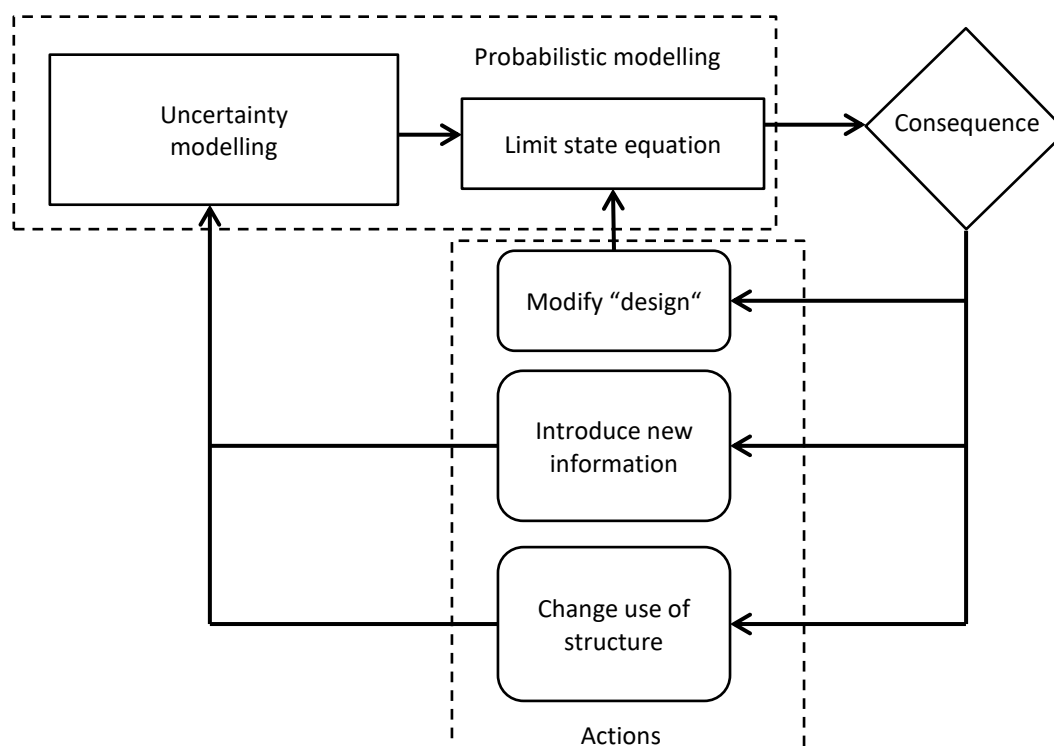 Probabilistic modelling
Uncertainty
modelling
Limit state equation
Consequence
Modify “design“
Introduce new
information
Change use of
structure
Actions